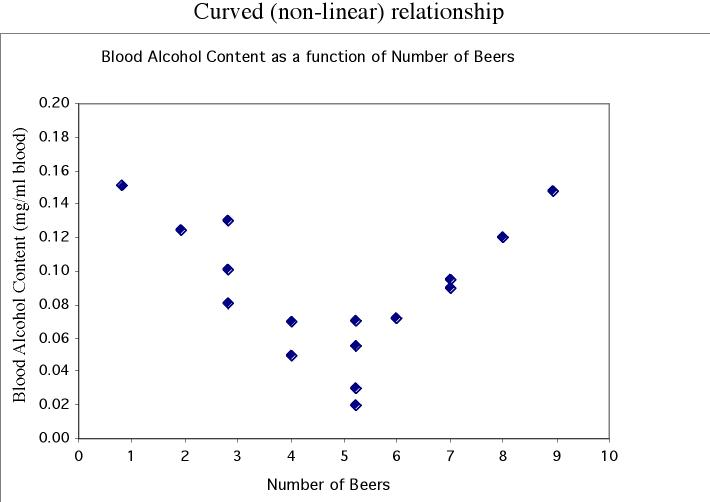 Curved (non-linear) relationship
Blood Alcohol Content as a function of Number of Beers
Blood Alcohol Content (mg/ml blood)
0.20
0.18
0.16
0.14
0.12
0.10
0.08
0.06
0.04
0.02
0.00
0 1 2 3 4 5 6 7 8 9 10
Number of Beers